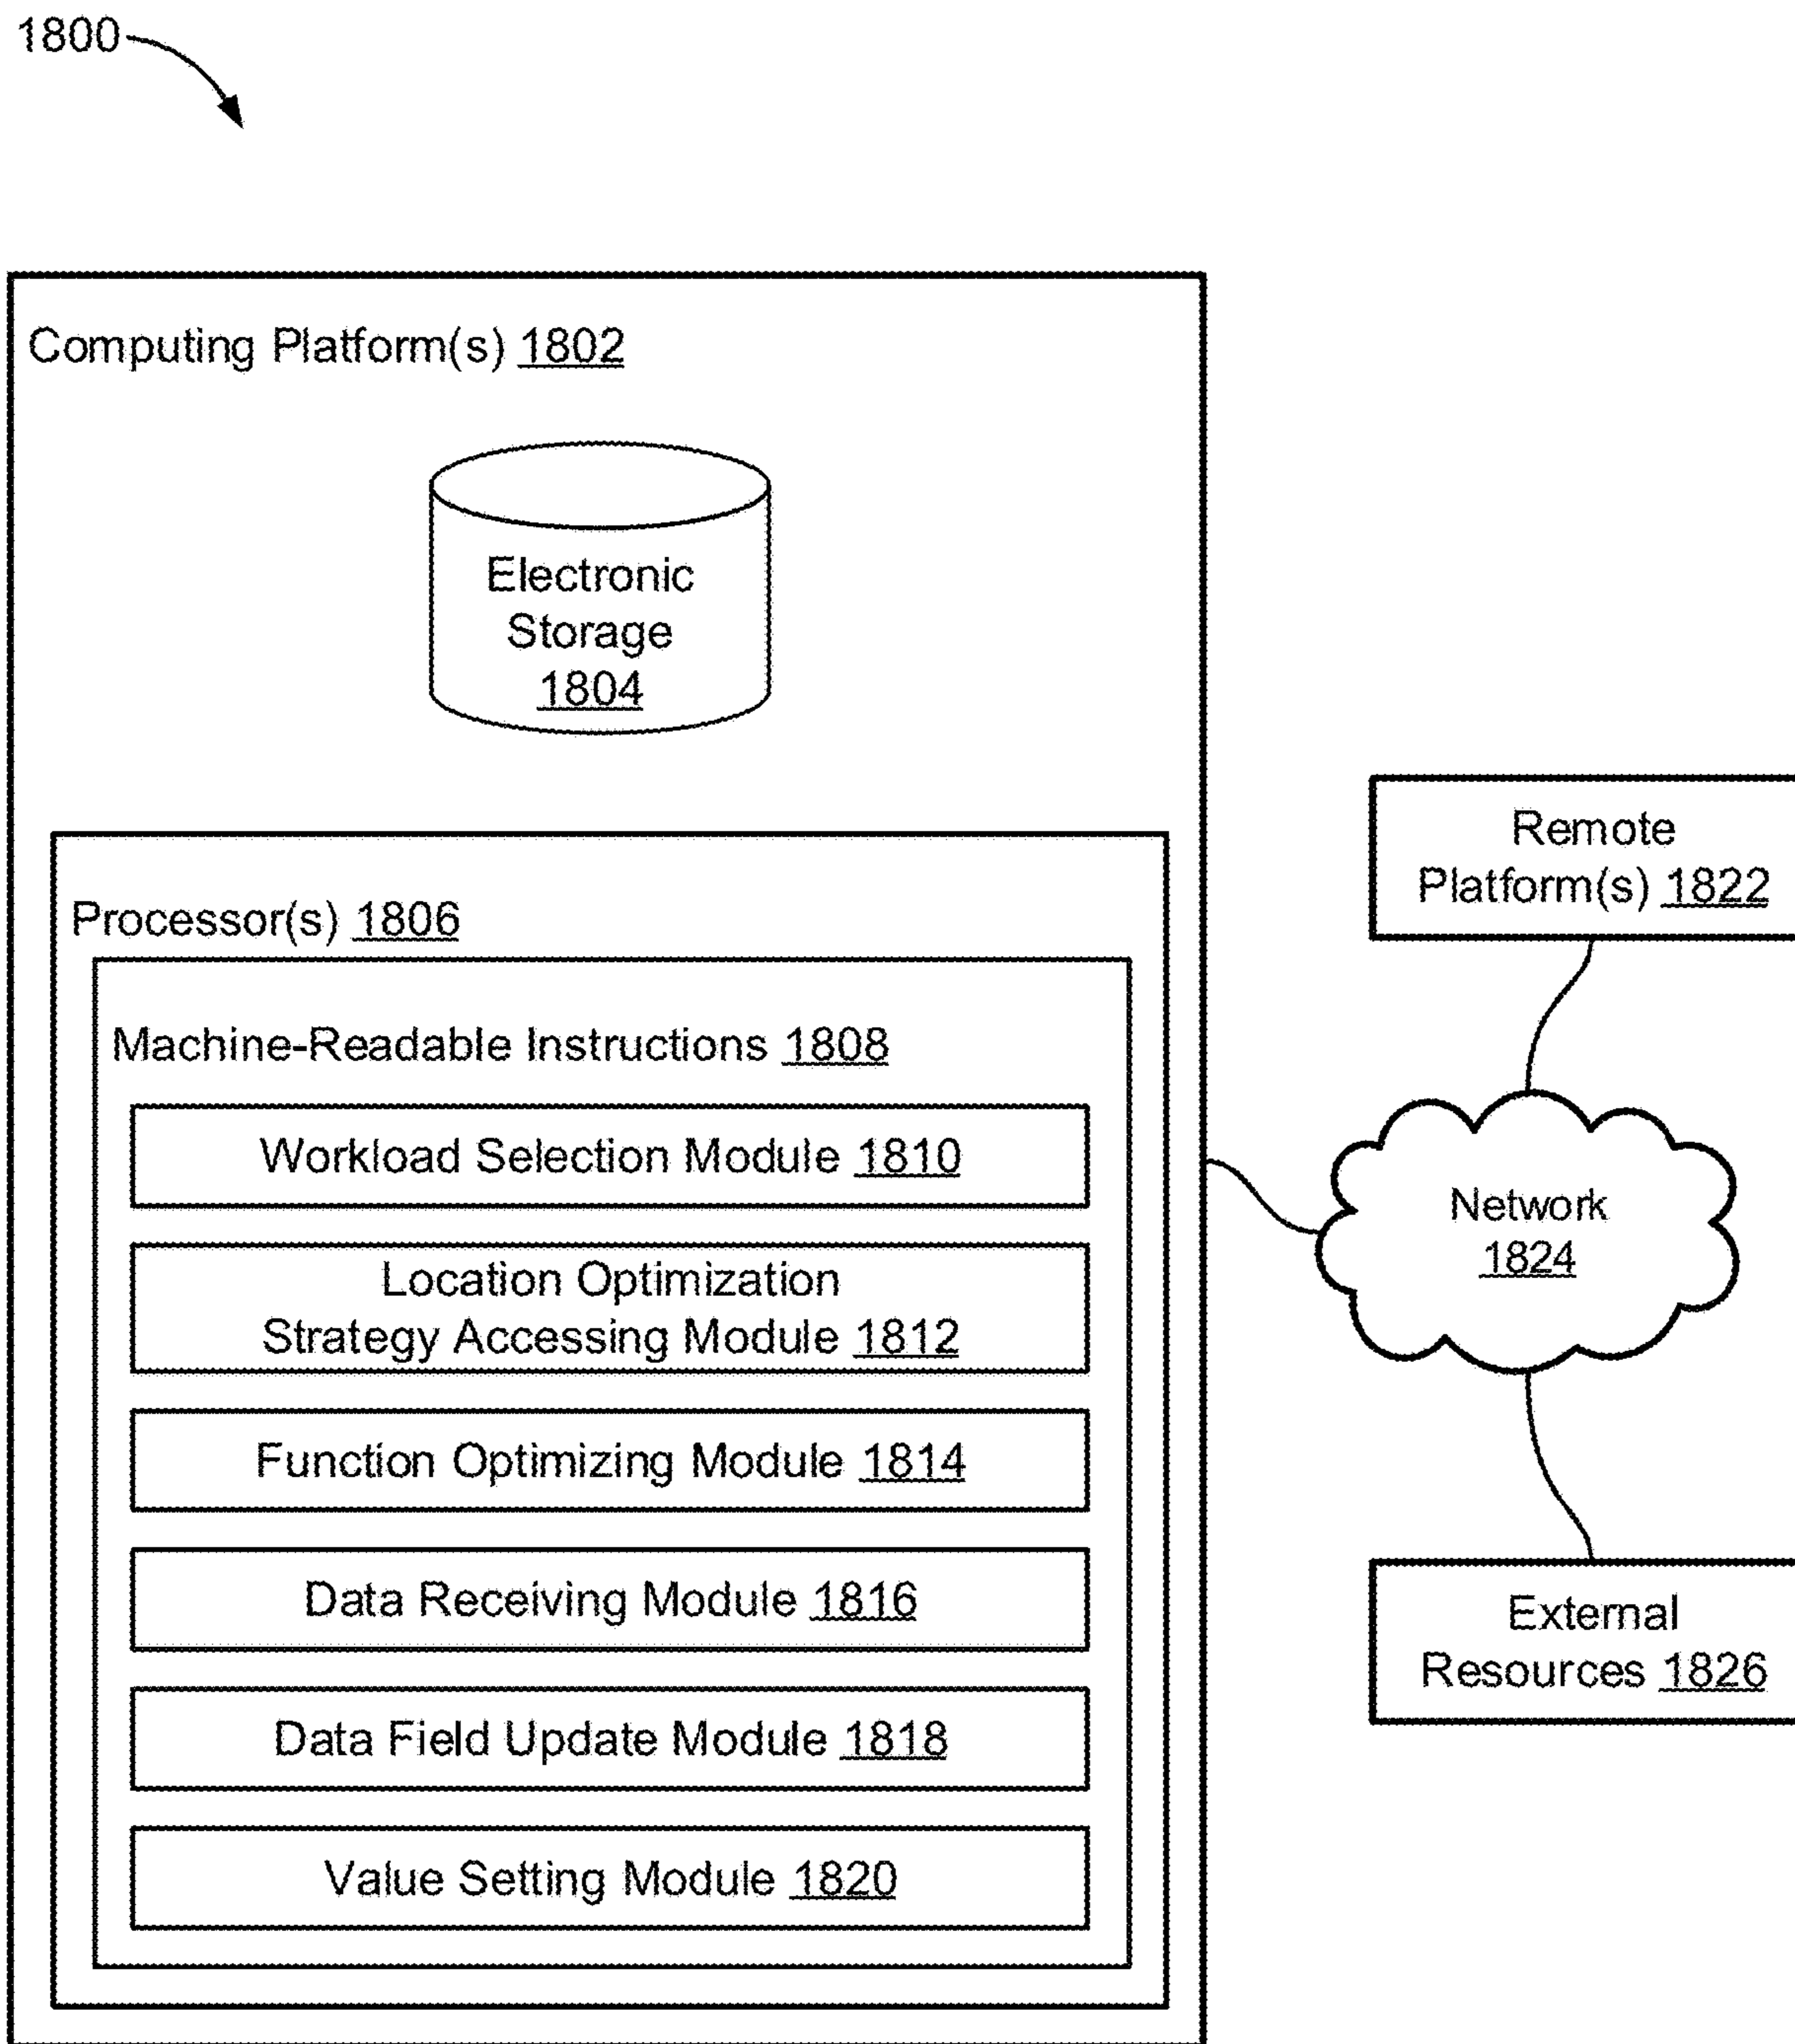 1800
Computing Platform(s) 1802
Electronic
Storage
1804
Processor(s) 1806
Machine-Readable Instructions 1808
Workload Selection Module 1810
Location Optimization
Strategy Accessing Module 1812
Function Optimizing Module 1814
Data Receiving Module 1816
Data Field Update Module 1818
Value Setting Module 1820
Remote
Platform(s) 1822
Network
1824
External
Resources 1826